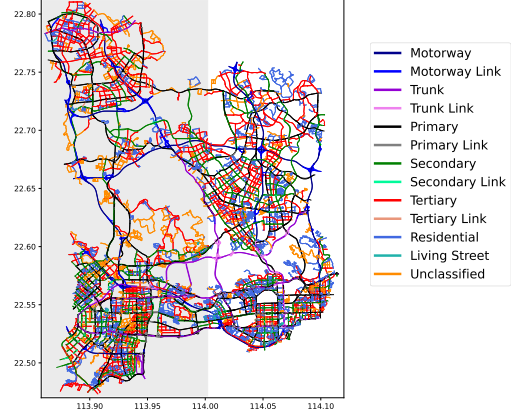 22.80
22.75
22.70
22.65
22.60
22.55
22.50
113.90 113.95 114.00 114.05 114.10
Motorway
Motorway Link
Trunk
Trunk Link
Primary
Primary Link
Secondary
Secondary Link
Tertiary
Tertiary Link
Residential
Living Street
Unclassified